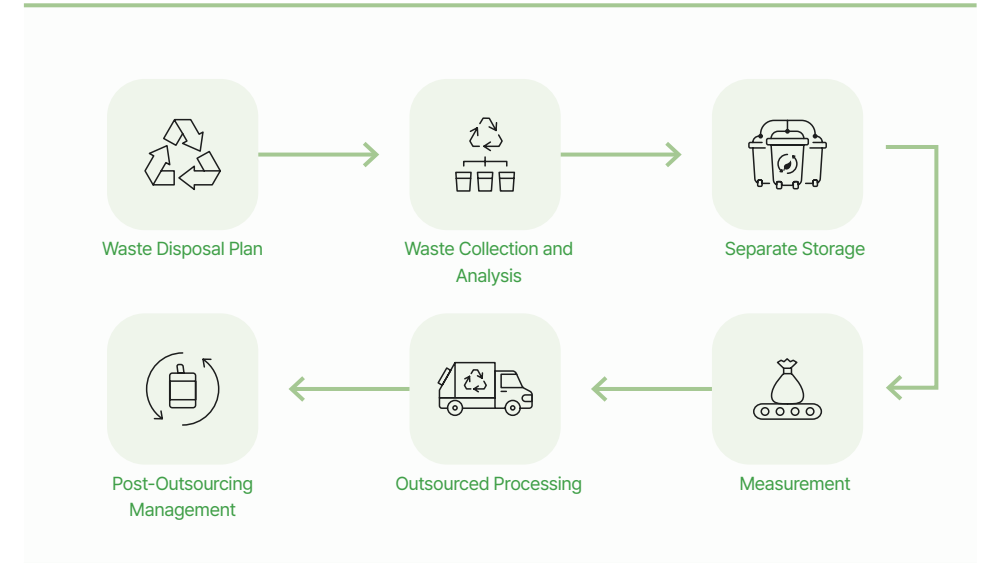 Waste Disposal Plan
Waste Collection and
Analysis
Separate Storage
Post-Outsourcing
Management
Outsourced Processing
Measurement